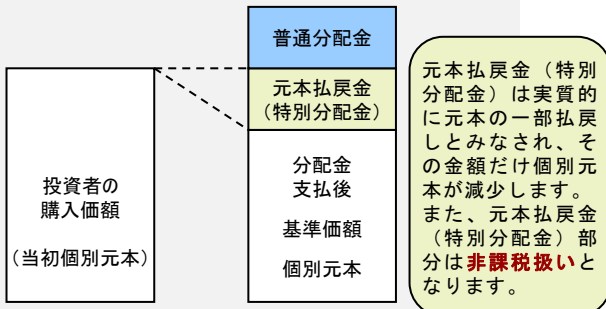 普通分配金
元本払戻金
（特別分配金）
投資者の
購入価額
（当初個別元本）
分配金
支払後
基準価額
個別元本
元本払戻金（特別
分配金）は実質的
に元本の一部払戻
しとみなされ、そ
の金額だけ個別元
本が減少します。
また、元本払戻金
（特別分配金）部
分は非課税扱いと
なります。